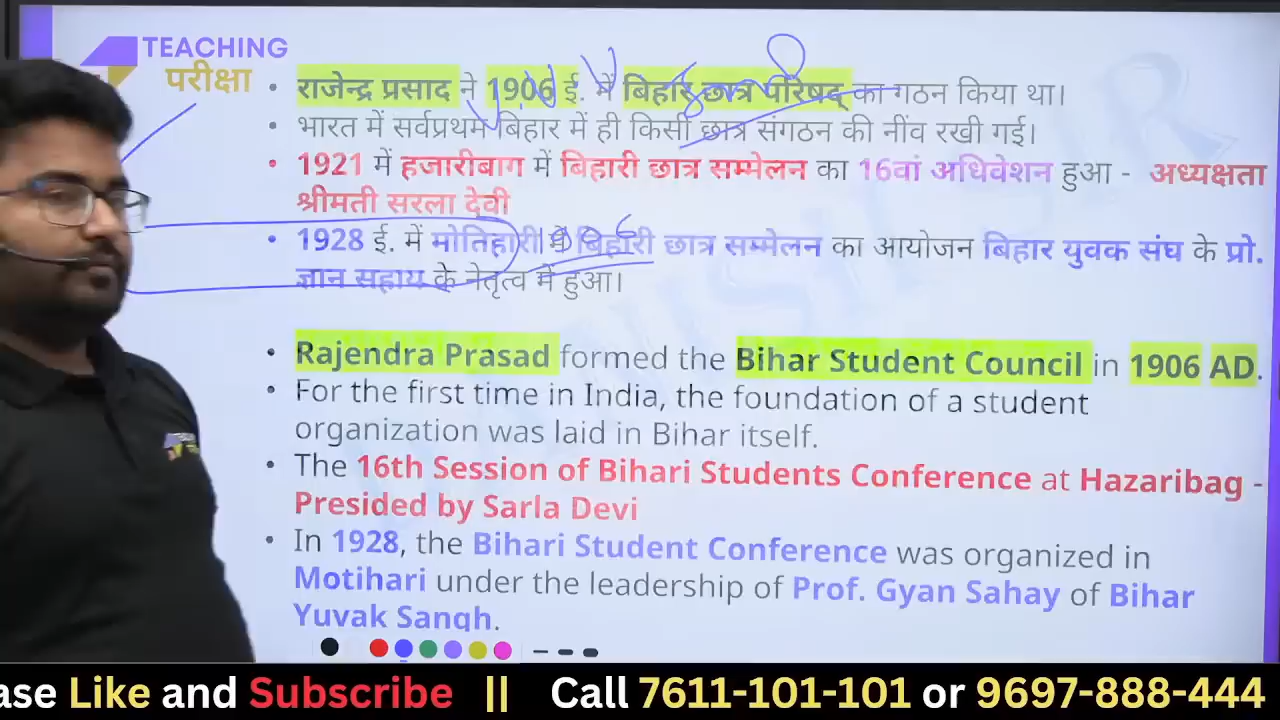 TEACHING
परीक्षा
• राजेन्द्र प्रसाद ने 1906 ई. में बिहार छात्र परिषद् का गठन किया था।
• भारत में सर्वप्रथम बिहार में ही किसी छात्र संगठन की नींव रखी गई।
• 1921 में हजारीबाग में बिहारी छात्र सम्मेलन का 16वां अधिवेशन हुआ - अध्यक्षता
श्रीमती सरला देवी
• 1928 ई. में मोतिहारी में बिहारी छात्र सम्मेलन का आयोजन बिहार युवक संघ के प्रो.
ज्ञान सहाय के नेतृत्व में हुआ।
• Rajendra Prasad formed the Bihar Student Council in 1906 AD.
• For the first time in India, the foundation of a student
organization was laid in Bihar itself.
• The 16th Session of Bihari Students Conference at Hazaribag -
Presided by Sarla Devi
• In 1928, the Bihari Student Conference was organized in
Motihari under the leadership of Prof. Gyan Sahay of Bihar
Yuvak Sangh.
ase Like and Subscribe || Call 7611-101-101 or 9697-888-444